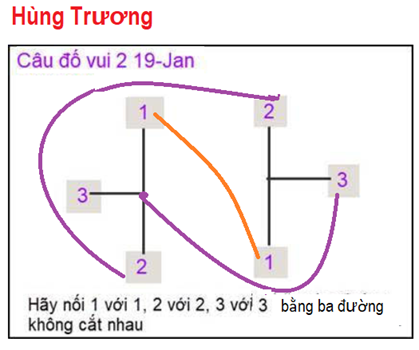 Hùng Trương
Câu đố vui 2 19-Jan
1
2
3
3
2
1
Hãy nối 1 với 1, 2 với 2, 3 với 3 bằng ba đường
không cắt nhau